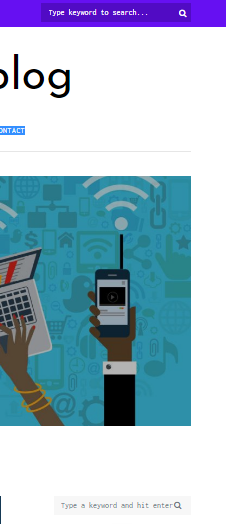 Type keyword to search...
blog
CONTACT
Type a keyword and hit enter